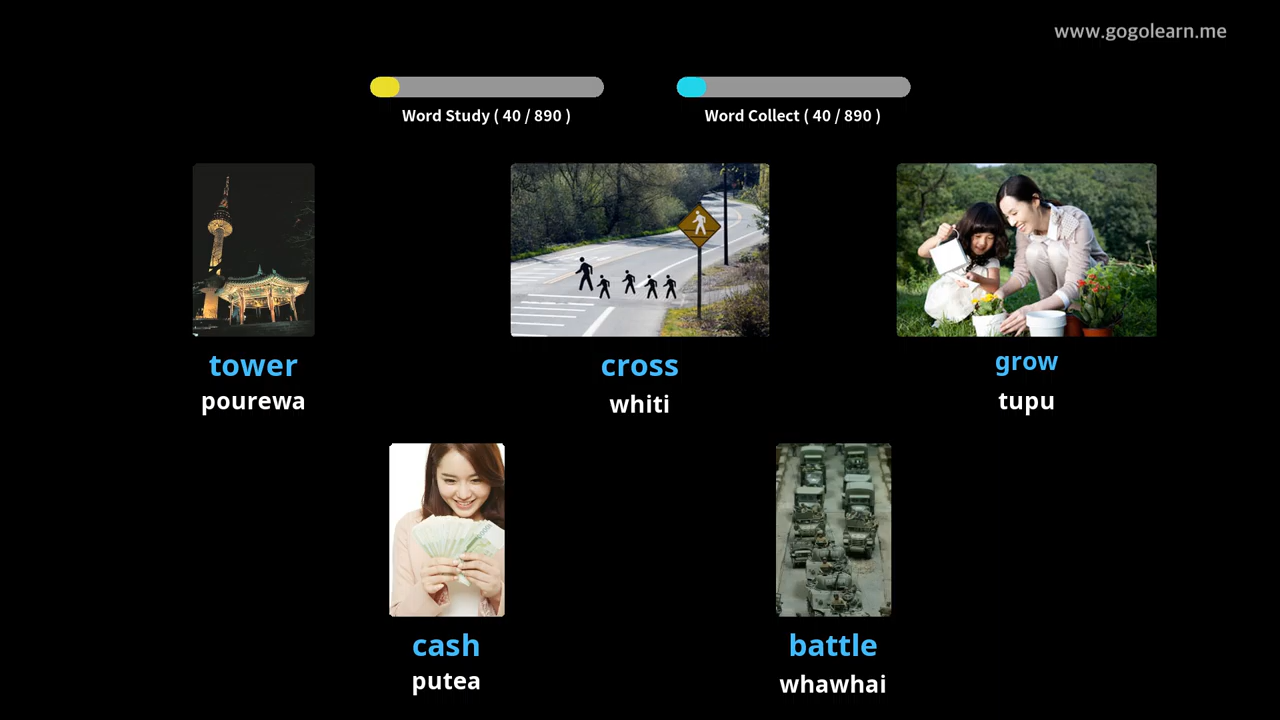 www.gogolearn.me
Word Study ( 40 / 890 )
Word Collect ( 40 / 890 )
tower
pourewa
cross
whiti
grow
tupu
cash
putea
battle
whawhai